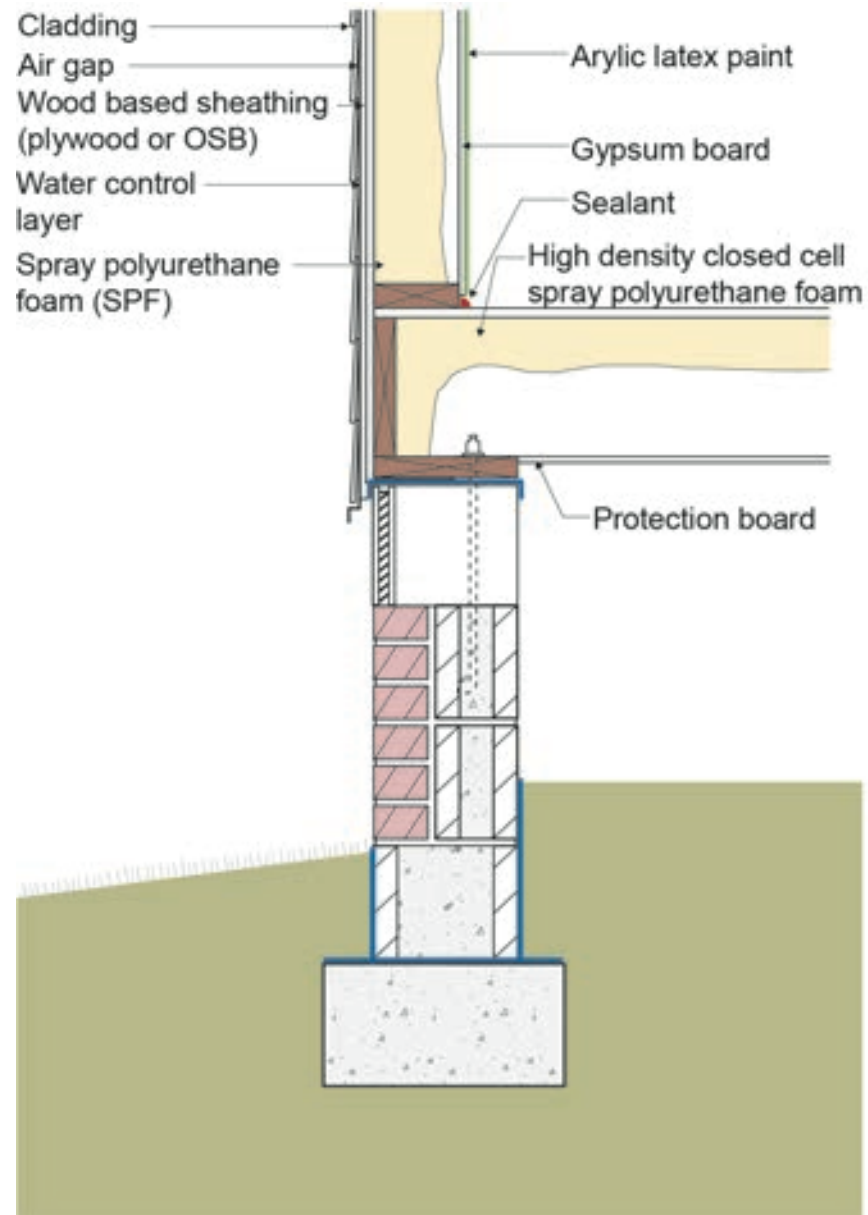 Cladding
Air gap
Wood based sheathing
(plywood or OSB)
Water control
layer
Spray polyurethane
foam (SPF)
Arylic latex paint
Gypsum board
Sealant
High density closed cell
spray polyurethane foam
Protection board